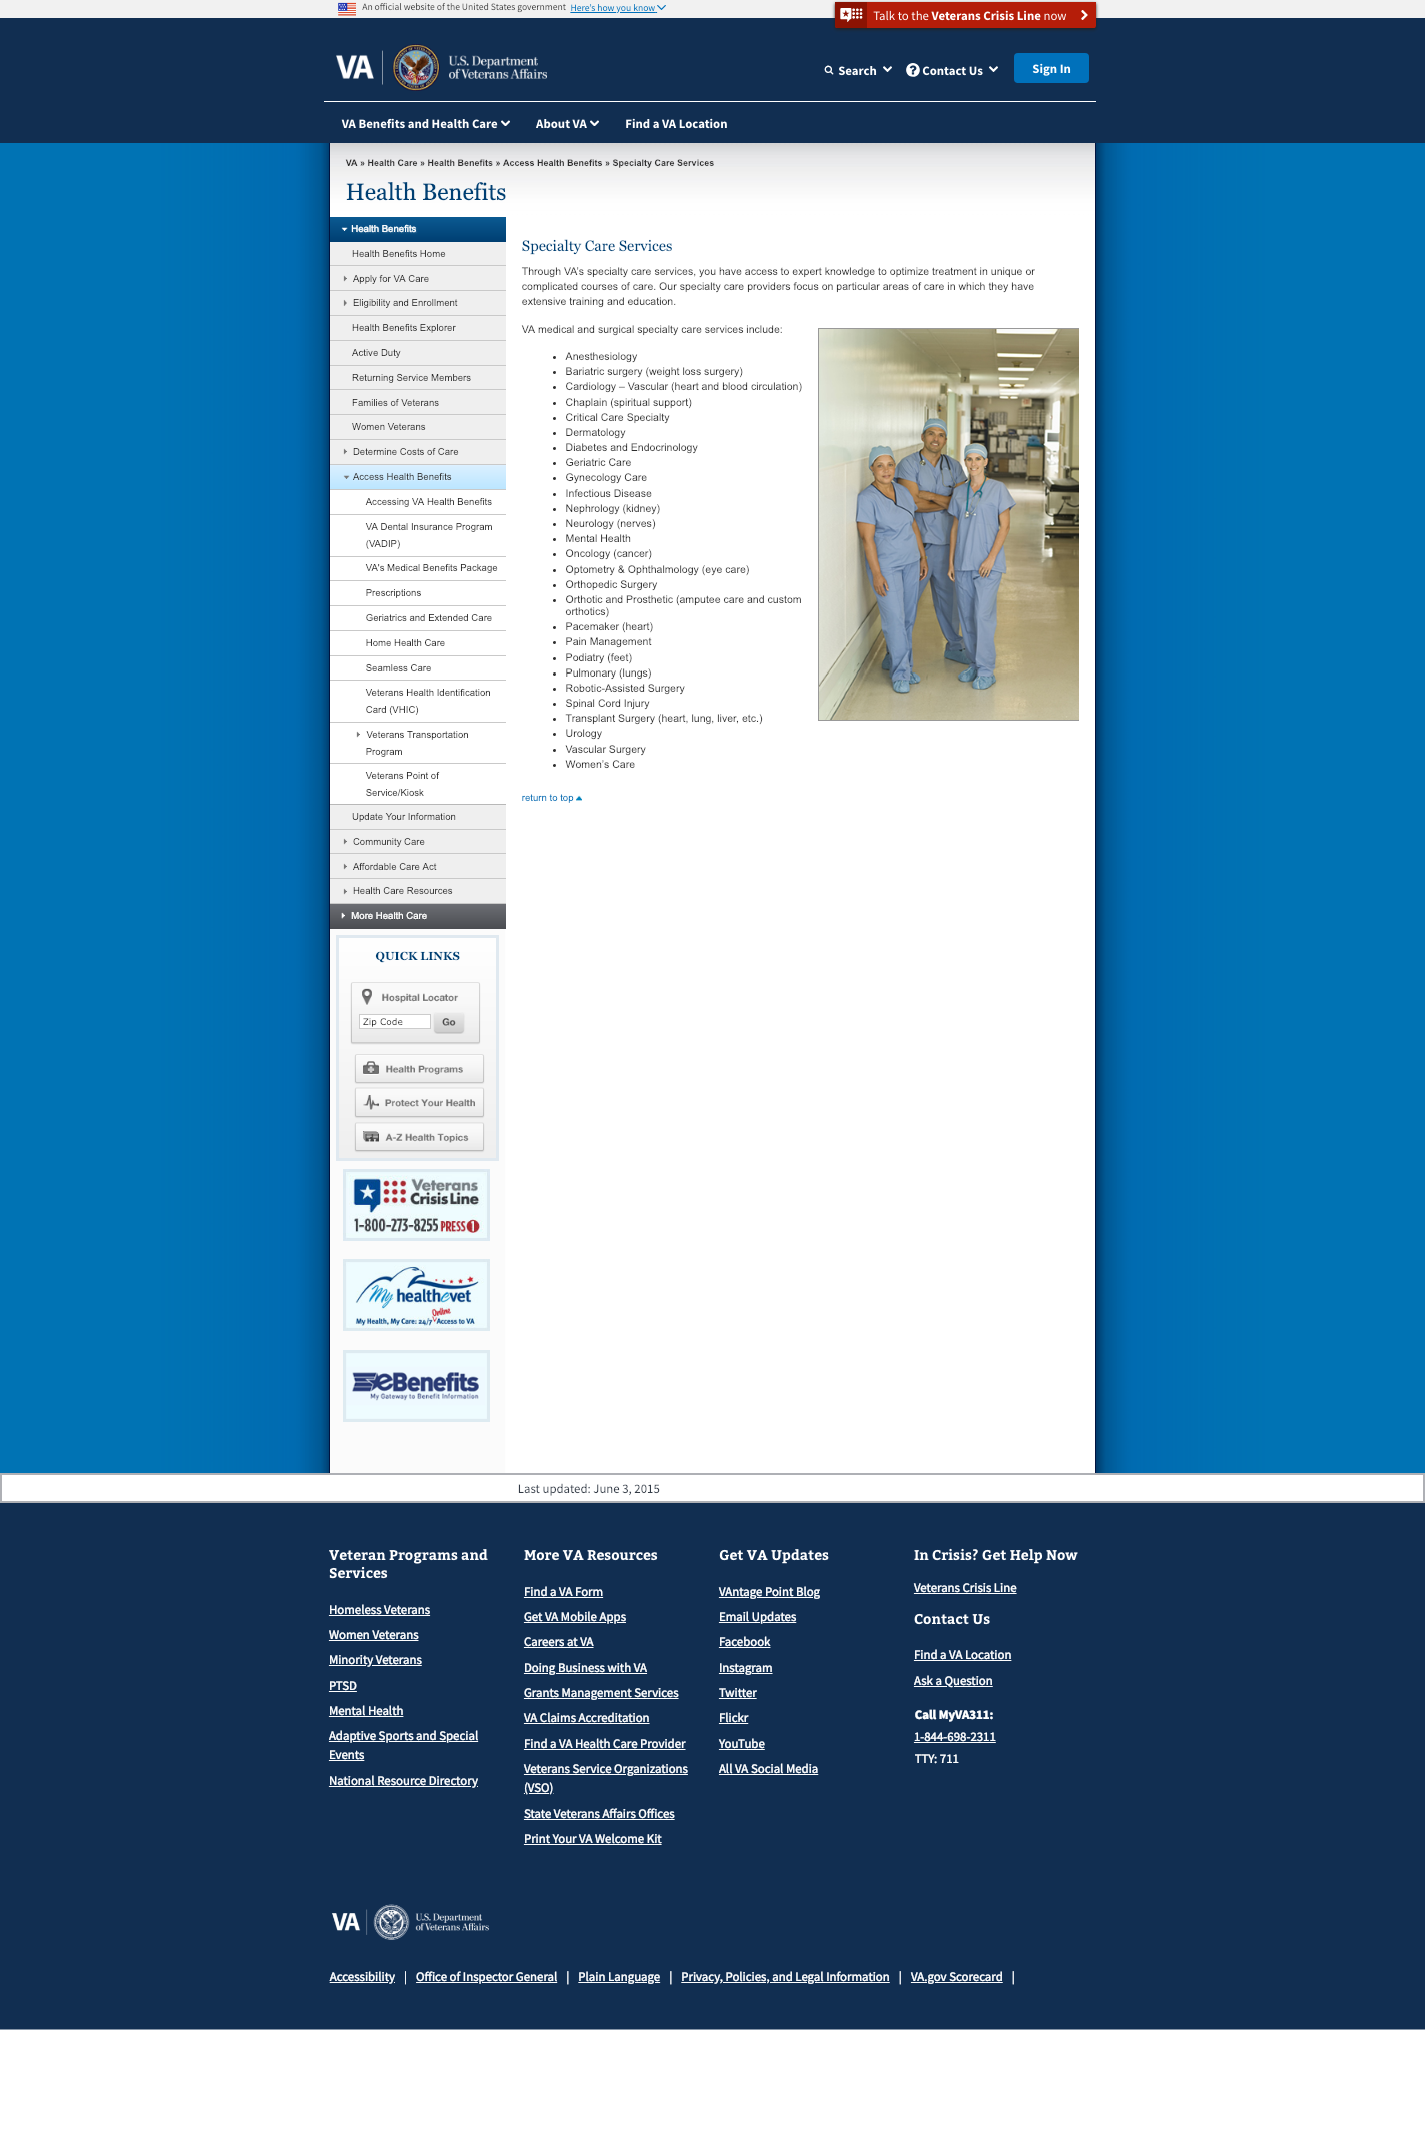 An official website of the United States government Here's how you know
Talk to the Veterans Crisis Line now
VA
U.S. Department
of Veterans Affairs
Search
Contact Us
Sign In
VA Benefits and Health Care
About VA
Find a VA Location
VA » Health Care » Health Benefits » Access Health Benefits » Specialty Care Services
Health Benefits
Health Benefits
Health Benefits Home
Apply for VA Care
Eligibility and Enrollment
Health Benefits Explorer
Active Duty
Returning Service Members
Families of Veterans
Women Veterans
Determine Costs of Care
Access Health Benefits
Accessing VA Health Benefits
VA Dental Insurance Program
(VADIP)
VA's Medical Benefits Package
Prescriptions
Geriatrics and Extended Care
Home Health Care
Seamless Care
Veterans Health Identification
Card (VHIC)
Veterans Transportation
Program
Veterans Point of
Service/Kiosk
Update Your Information
Community Care
Affordable Care Act
Health Care Resources
More Health Care
QUICK LINKS
Hospital Locator
Zip Code
Go
Health Programs
Protect Your Health
A-Z Health Topics
Veterans
Crisis Line
1-800-273-8255 PRESS 1
My healthevet
Online
My Health, My Care: 24/7 Access to VA
eBenefits
My Gateway to Benefit Information
Specialty Care Services
Through VA's specialty care services, you have access to expert knowledge to optimize treatment in unique or
complicated courses of care. Our specialty care providers focus on particular areas of care in which they have
extensive training and education.
VA medical and surgical specialty care services include:
• Anesthesiology
• Bariatric surgery (weight loss surgery)
• Cardiology – Vascular (heart and blood circulation)
• Chaplain (spiritual support)
• Critical Care Specialty
• Dermatology
• Diabetes and Endocrinology
• Geriatric Care
• Gynecology Care
• Infectious Disease
• Nephrology (kidney)
• Neurology (nerves)
• Mental Health
• Oncology (cancer)
• Optometry & Ophthalmology (eye care)
• Orthopedic Surgery
• Orthotic and Prosthetic (amputee care and custom
orthotics)
• Pacemaker (heart)
• Pain Management
• Podiatry (feet)
• Pulmonary (lungs)
• Robotic-Assisted Surgery
• Spinal Cord Injury
• Transplant Surgery (heart, lung, liver, etc.)
• Urology
• Vascular Surgery
• Women's Care
return to top
Last updated: June 3, 2015
Veteran Programs and
Services
Homeless Veterans
Women Veterans
Minority Veterans
PTSD
Mental Health
Adaptive Sports and Special
Events
National Resource Directory
More VA Resources
Find a VA Form
Get VA Mobile Apps
Careers at VA
Doing Business with VA
Grants Management Services
VA Claims Accreditation
Find a VA Health Care Provider
Veterans Service Organizations
(VSO)
State Veterans Affairs Offices
Print Your VA Welcome Kit
Get VA Updates
VAntage Point Blog
Email Updates
Facebook
Instagram
Twitter
Flickr
YouTube
All VA Social Media
In Crisis? Get Help Now
Veterans Crisis Line
Contact Us
Find a VA Location
Ask a Question
Call MyVA311:
1-844-698-2311
TTY: 711
VA
U.S. Department
of Veterans Affairs
Accessibility | Office of Inspector General | Plain Language | Privacy, Policies, and Legal Information | VA.gov Scorecard |